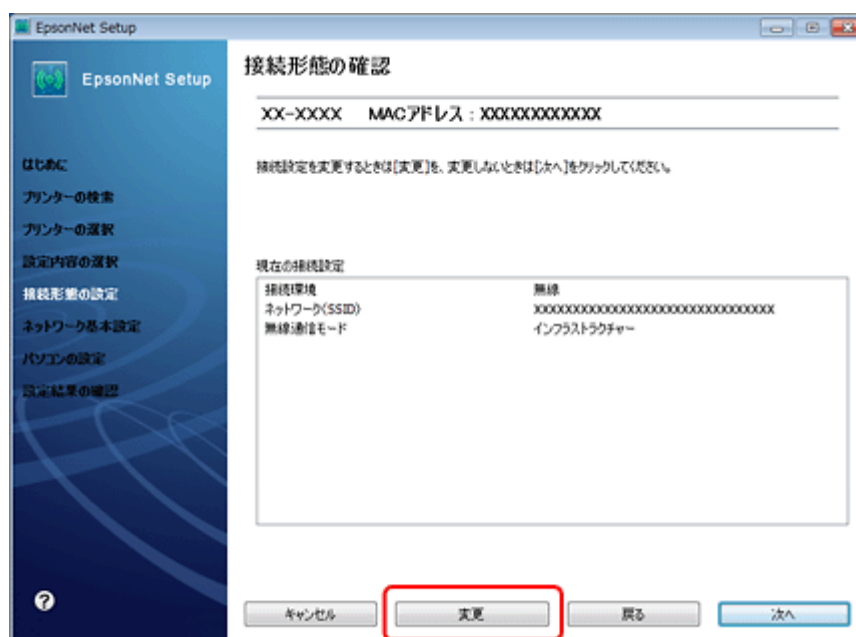 EpsonNet Setup
EpsonNet Setup
接続形態の確認
XX-XXXX MACアドレス：XXXXXXXXXXXX
はじめに
プリンターの検索
プリンターの選択
設定内容の選択
接続形態の設定
ネットワーク基本設定
パソコンの設定
設定結果の確認
接続設定を変更するときは[変更]を、変更しないときは[次へ]をクリックしてください。
現在の接続設定
接続環境 無線
ネットワーク(SSID) XXXXXXXXXXXXXXXXXXXXXXXXXXXXXXXX
無線通信モード インフラストラクチャー
?
キャンセル
変更
戻る
次へ